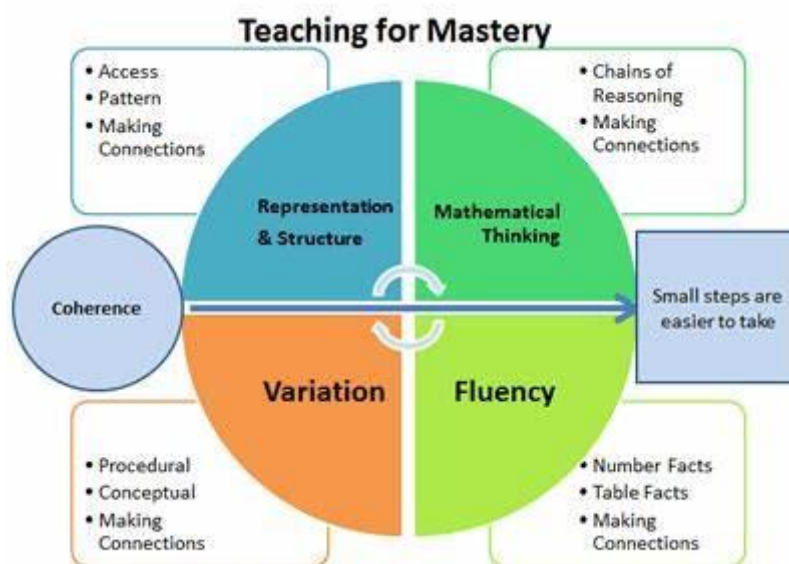 Teaching for Mastery
• Access
• Pattern
• Making
Connections
• Chains of
Reasoning
• Making
Connections
Representation
& Structure
Mathematical
Thinking
Coherence
Small steps are
easier to take
Variation
Fluency
• Procedural
• Conceptual
• Making
Connections
• Number Facts
• Table Facts
• Making
Connections